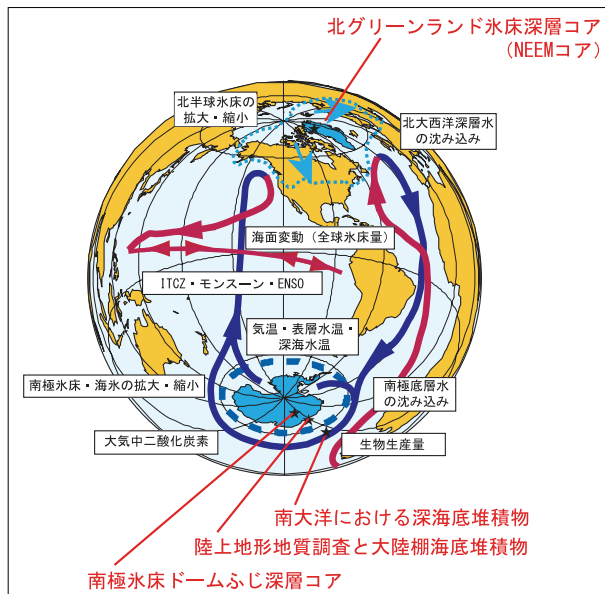 北グリーンランド氷床深層コア
(NEEMコア)
北半球氷床の
拡大・縮小
北大西洋深層水
の沈み込み
海面変動（全球氷床量）
ITCZ・モンスーン・ENSO
気温・表層水温・
深海水温
南極氷床・海氷の拡大・縮小
南極底層水
の沈み込み
大気中二酸化炭素
生物生産量
南大洋における深海底堆積物
陸上地形地質調査と大陸棚海底堆積物
南極氷床ドームふじ深層コア